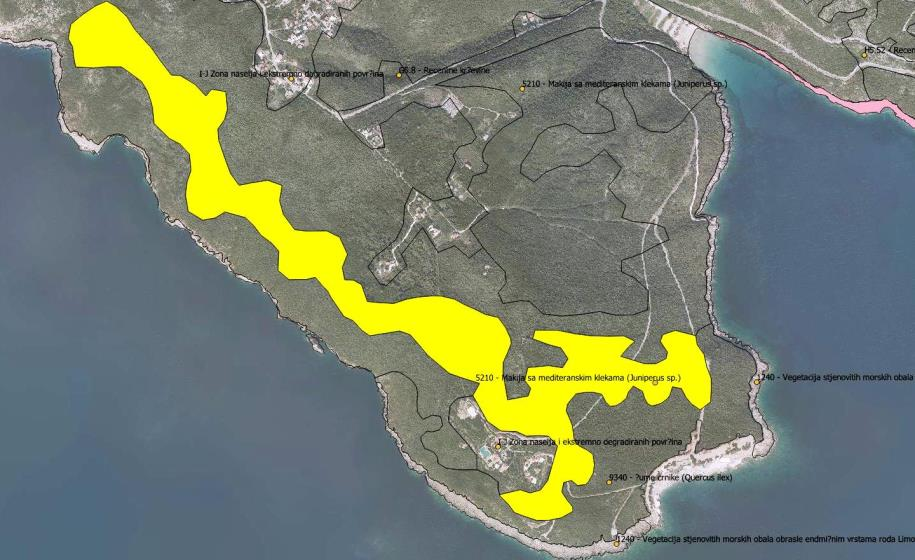 H5.52 (Recen
I-J Zona naselja i ekstremno degradiranih povr?ina
G5.8 - Recenine kr?evine
5210 - Makija sa mediteranskim klekama (Juniperus sp.)
5210 - Makija sa mediteranskim klekama (Juniperus sp.)
1240 - Vegetacija stjenovitih morskih obala
I-J Zona naselja i ekstremno degradiranih povr?ina
9340 - ?ume crnike (Quercus ilex)
1240 - Vegetacija stjenovitih morskih obala obrasle endmi?nim vrstama roda Limo